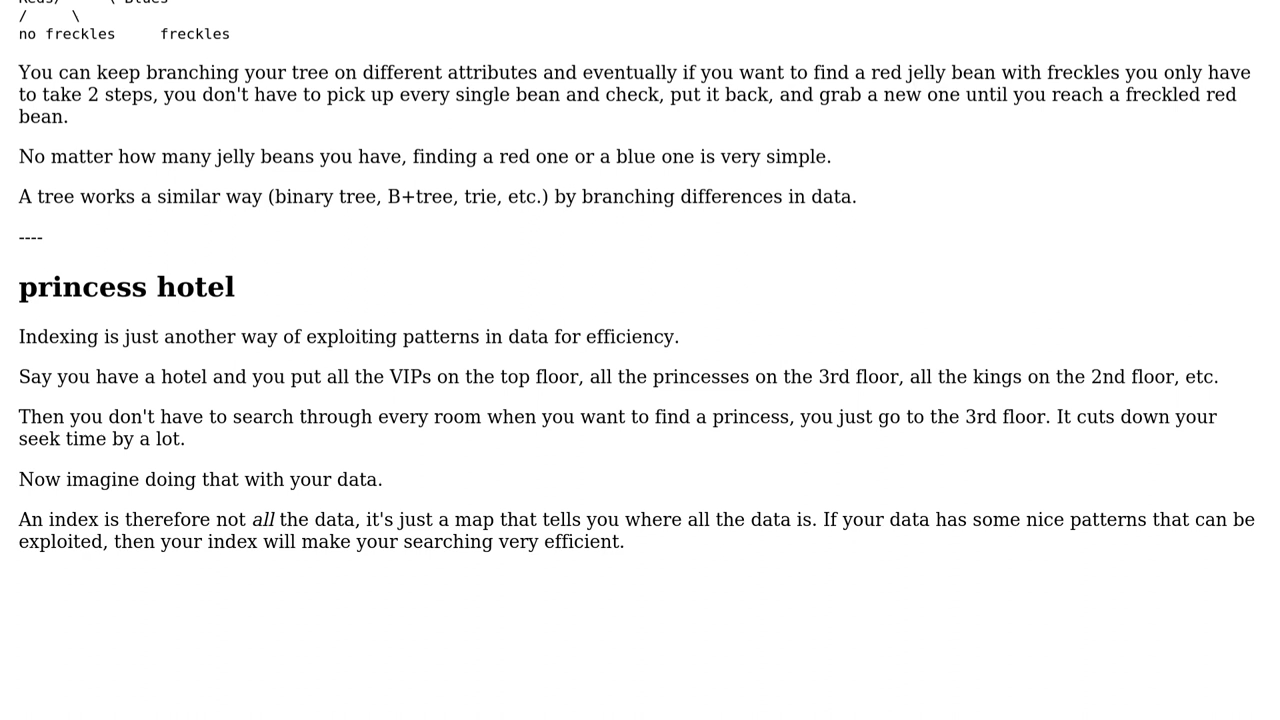 Reds/      \ Blues
/     \
no freckles     freckles
You can keep branching your tree on different attributes and eventually if you want to find a red jelly bean with freckles you only have
to take 2 steps, you don't have to pick up every single bean and check, put it back, and grab a new one until you reach a freckled red
bean.
No matter how many jelly beans you have, finding a red one or a blue one is very simple.
A tree works a similar way (binary tree, B+tree, trie, etc.) by branching differences in data.
----
princess hotel
Indexing is just another way of exploiting patterns in data for efficiency.
Say you have a hotel and you put all the VIPs on the top floor, all the princesses on the 3rd floor, all the kings on the 2nd floor, etc.
Then you don't have to search through every room when you want to find a princess, you just go to the 3rd floor. It cuts down your
seek time by a lot.
Now imagine doing that with your data.
An index is therefore not all the data, it's just a map that tells you where all the data is. If your data has some nice patterns that can be
exploited, then your index will make your searching very efficient.